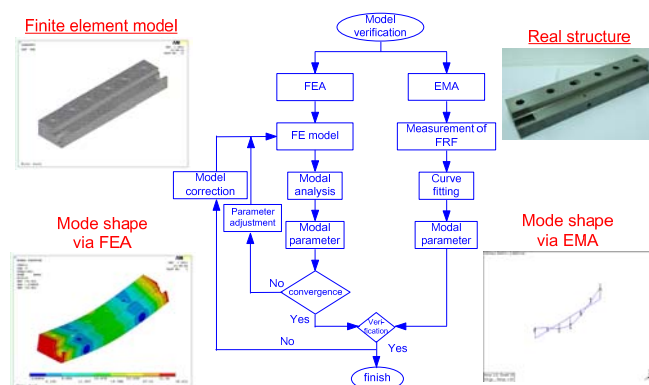 Finite element model
Model
verification
Real structure
FEA
EMA
FE model
Measurement of
FRF
Model
correction
Modal
analysis
Curve
fitting
Parameter
adjustment
Modal
parameter
Modal
parameter
Mode shape
via FEA
Mode shape
via EMA
No
convergence
Yes
Veri-
fication
No
Yes
finish